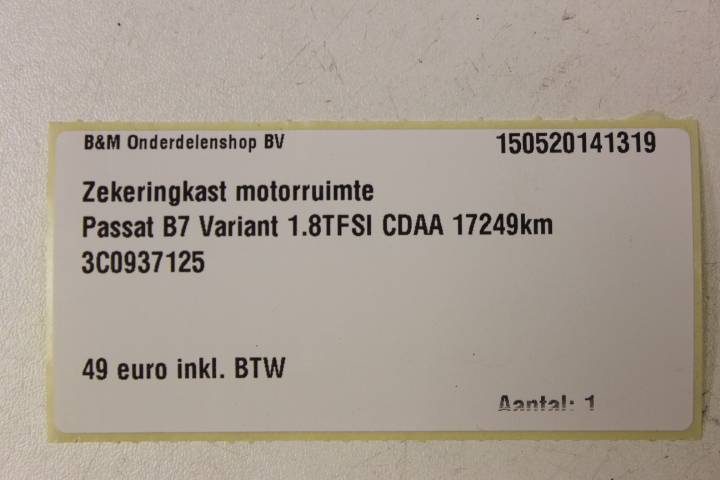 B&M Onderdelenshop BV
150520141319
Zekeringkast motorruimte
Passat B7 Variant 1.8TFSI CDAA 17249km
3C0937125
49 euro inkl. BTW
Aantal: 1